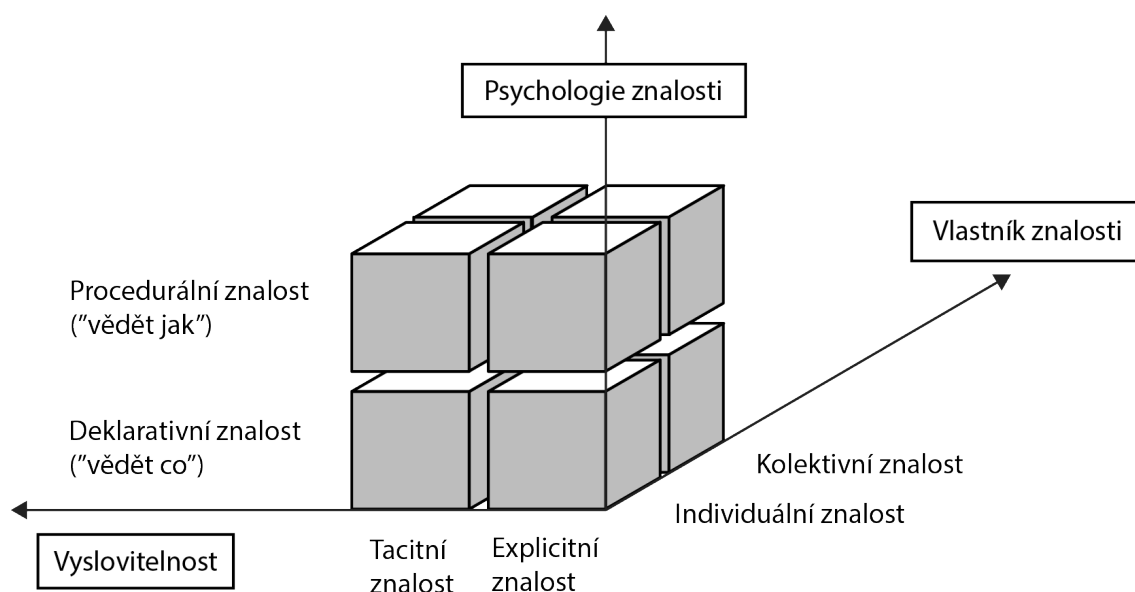 Psychologie znalosti
Vlastník znalosti
Procedurální znalost
(”vědět jak”)
Deklarativní znalost
(”vědět co”)
Kolektivní znalost
Individuální znalost
Vyslovitelnost
Tacitní
znalost
Explicitní
znalost